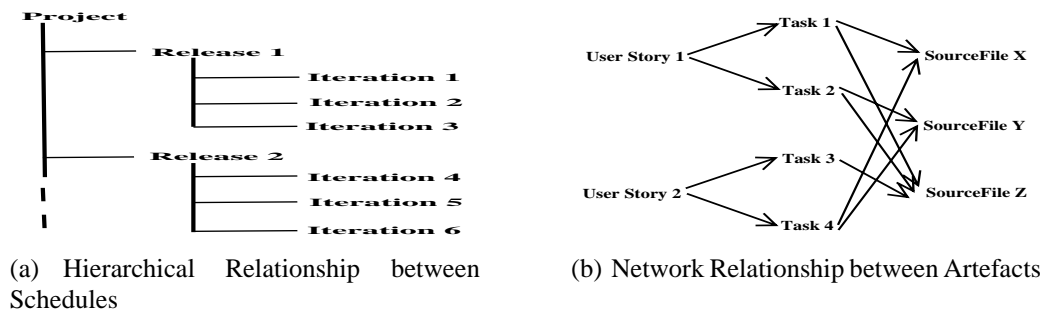 Project
Release 1
Iteration 1
Iteration 2
Iteration 3
Release 2
Iteration 4
Iteration 5
Iteration 6
(a) Hierarchical Relationship between
Schedules
Task 1
User Story 1
SourceFile X
Task 2
SourceFile Y
Task 3
User Story 2
SourceFile Z
Task 4
(b) Network Relationship between Artefacts